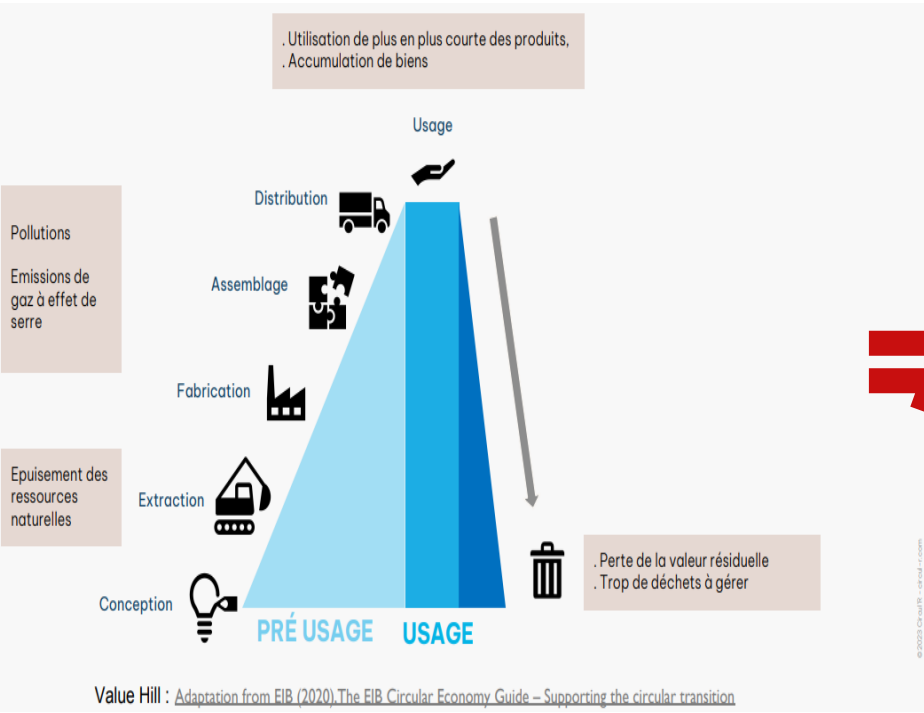 . Utilisation de plus en plus courte des produits,
. Accumulation de biens
Usage
Distribution
Pollutions
Emissions de
gaz à effet de
serre
Assemblage
Fabrication
Epuisement des
ressources
naturelles
Extraction
. Perte de la valeur résiduelle
. Trop de déchets à gérer
Conception
PRÉ USAGE
USAGE
Value Hill : Adaptation from EIB (2020),The EIB Circular Economy Guide – Supporting the circular transition